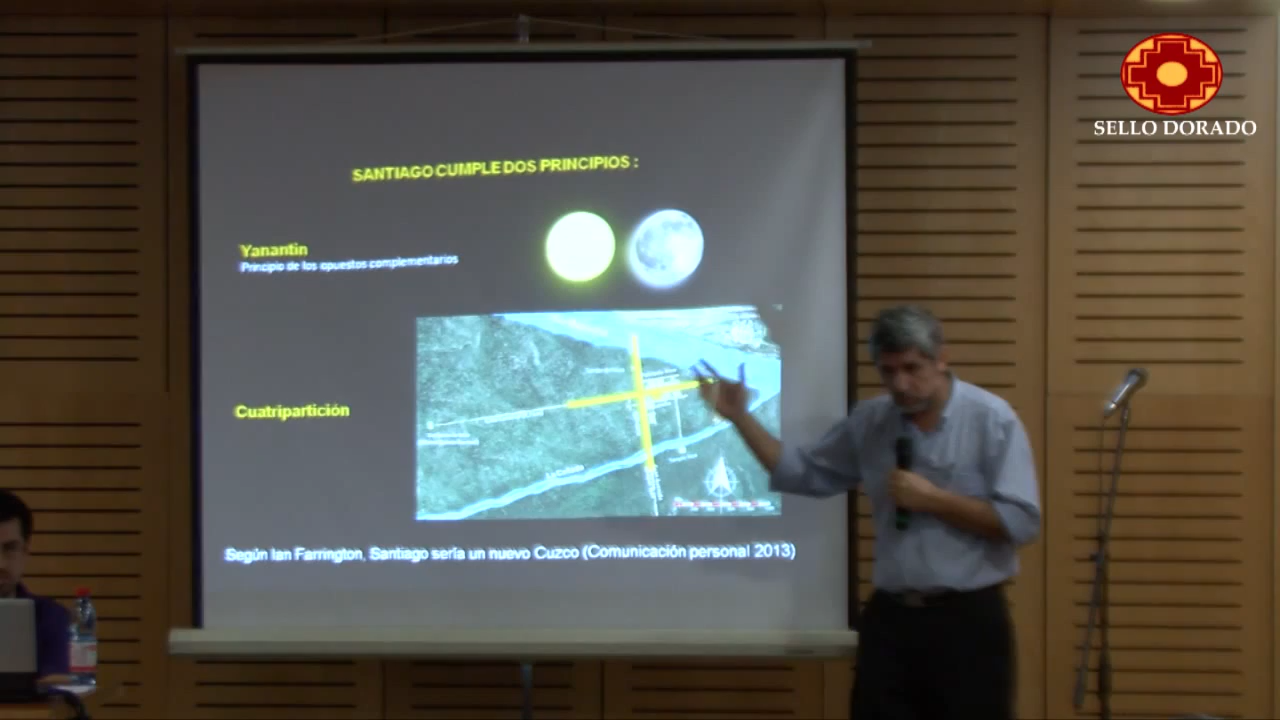 SELLO DORADO
SANTIAGO CUMPLE DOS PRINCIPIOS :
Yanantin
Principio de los opuestos complementarios
Cuatripartición
Según Ian Farrington, Santiago sería un nuevo Cuzco (Comunicación personal 2013)